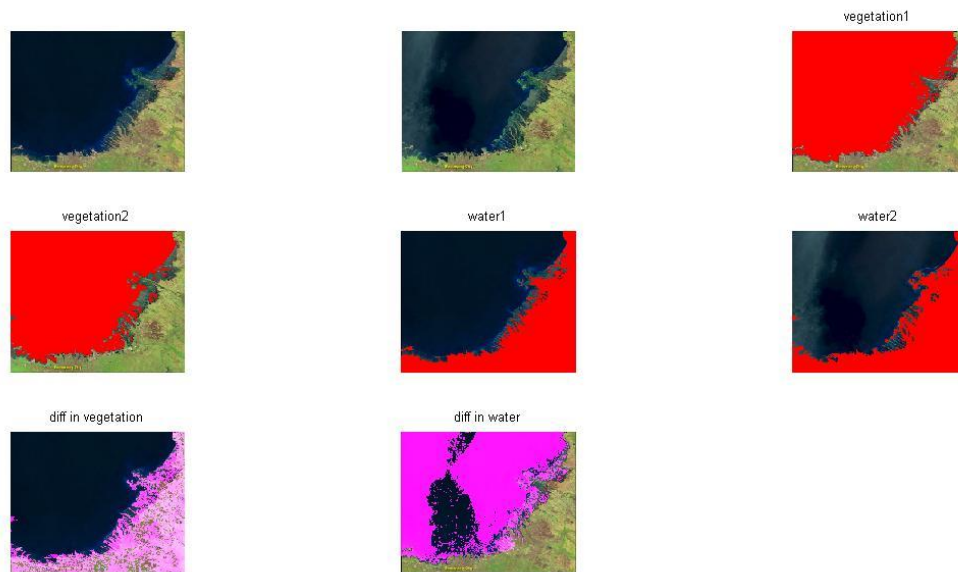 vegetation1
vegetation2
water1
water2
diff in vegetation
diff in water